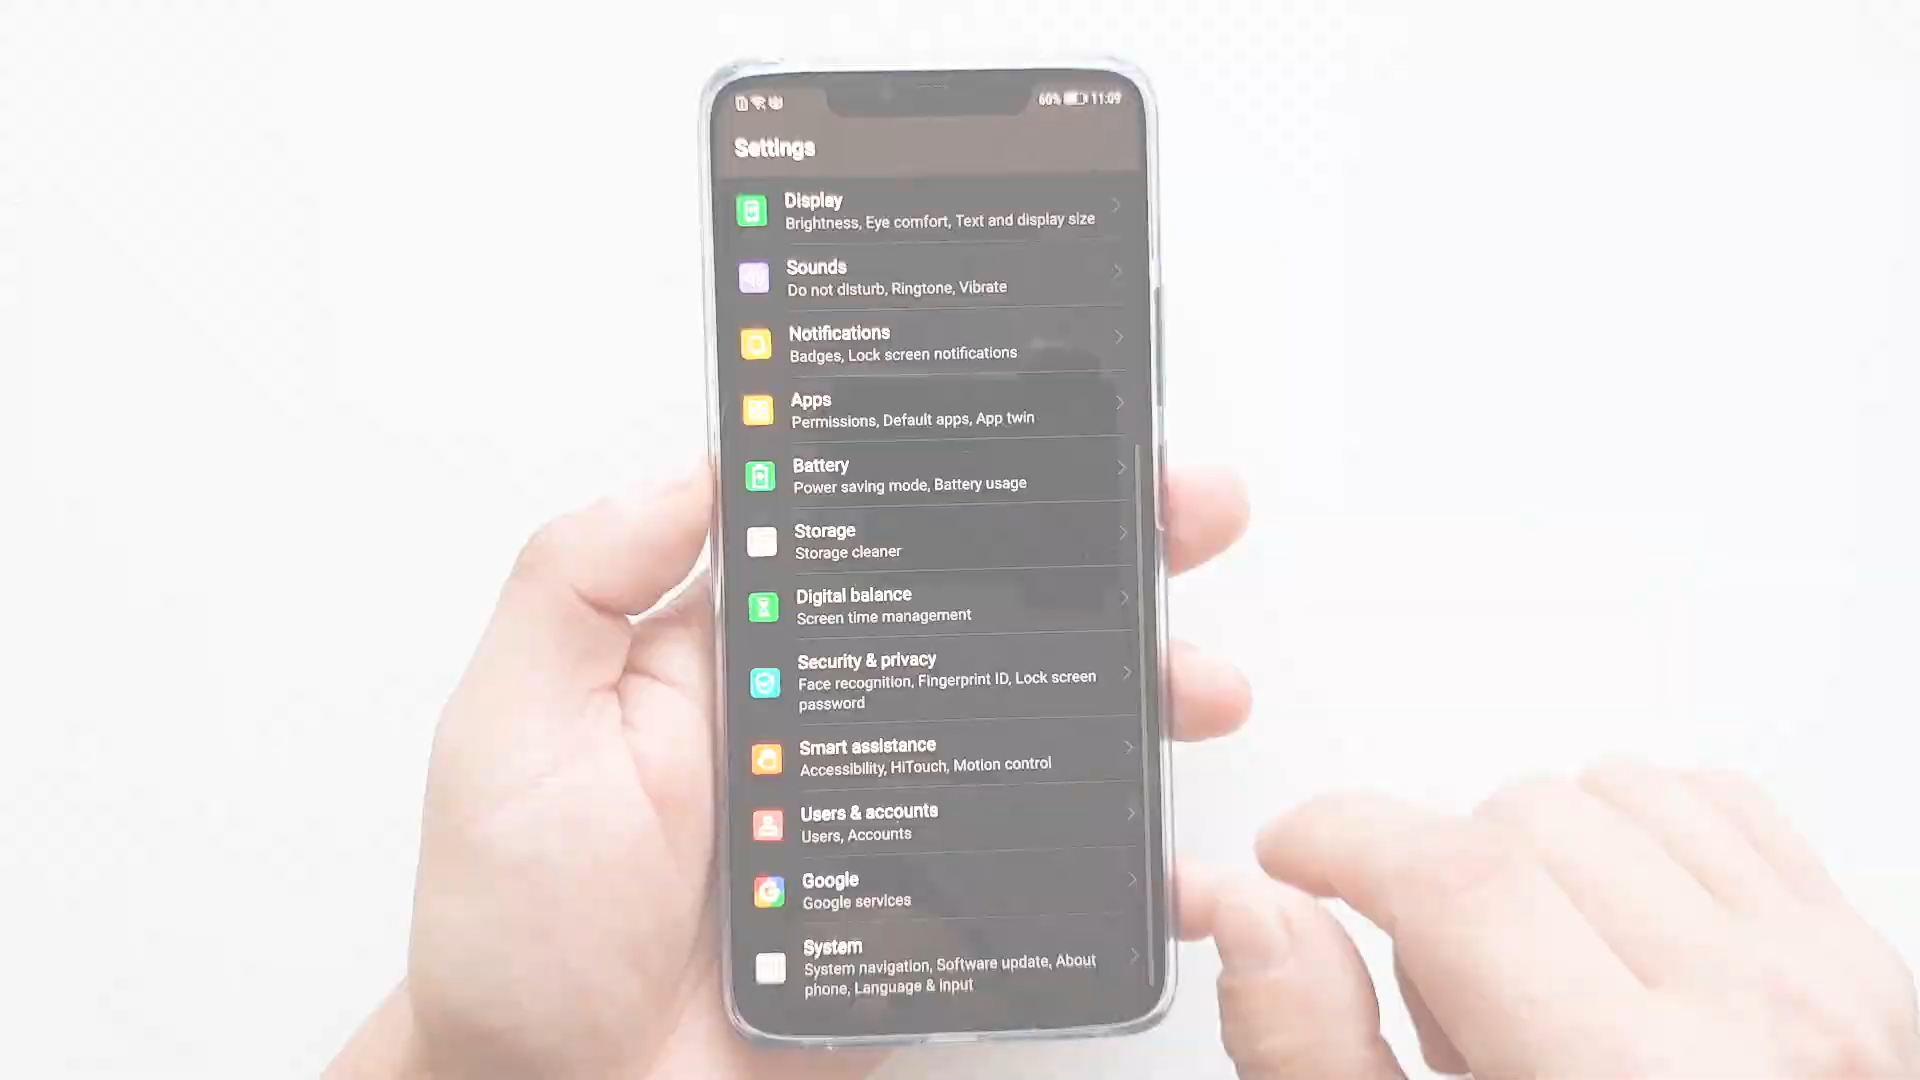 60% 11:09
Settings
Display
Brightness, Eye comfort, Text and display size
Sounds
Do not disturb, Ringtone, Vibrate
Notifications
Badges, Lock screen notifications
Apps
Permissions, Default apps, App twin
Battery
Power saving mode, Battery usage
Storage
Storage cleaner
Digital balance
Screen time management
Security & privacy
Face recognition, Fingerprint ID, Lock screen
password
Smart assistance
Accessibility, HiTouch, Motion control
Users & accounts
Users, Accounts
Google
Google services
System
System navigation, Software update, About
phone, Language & input